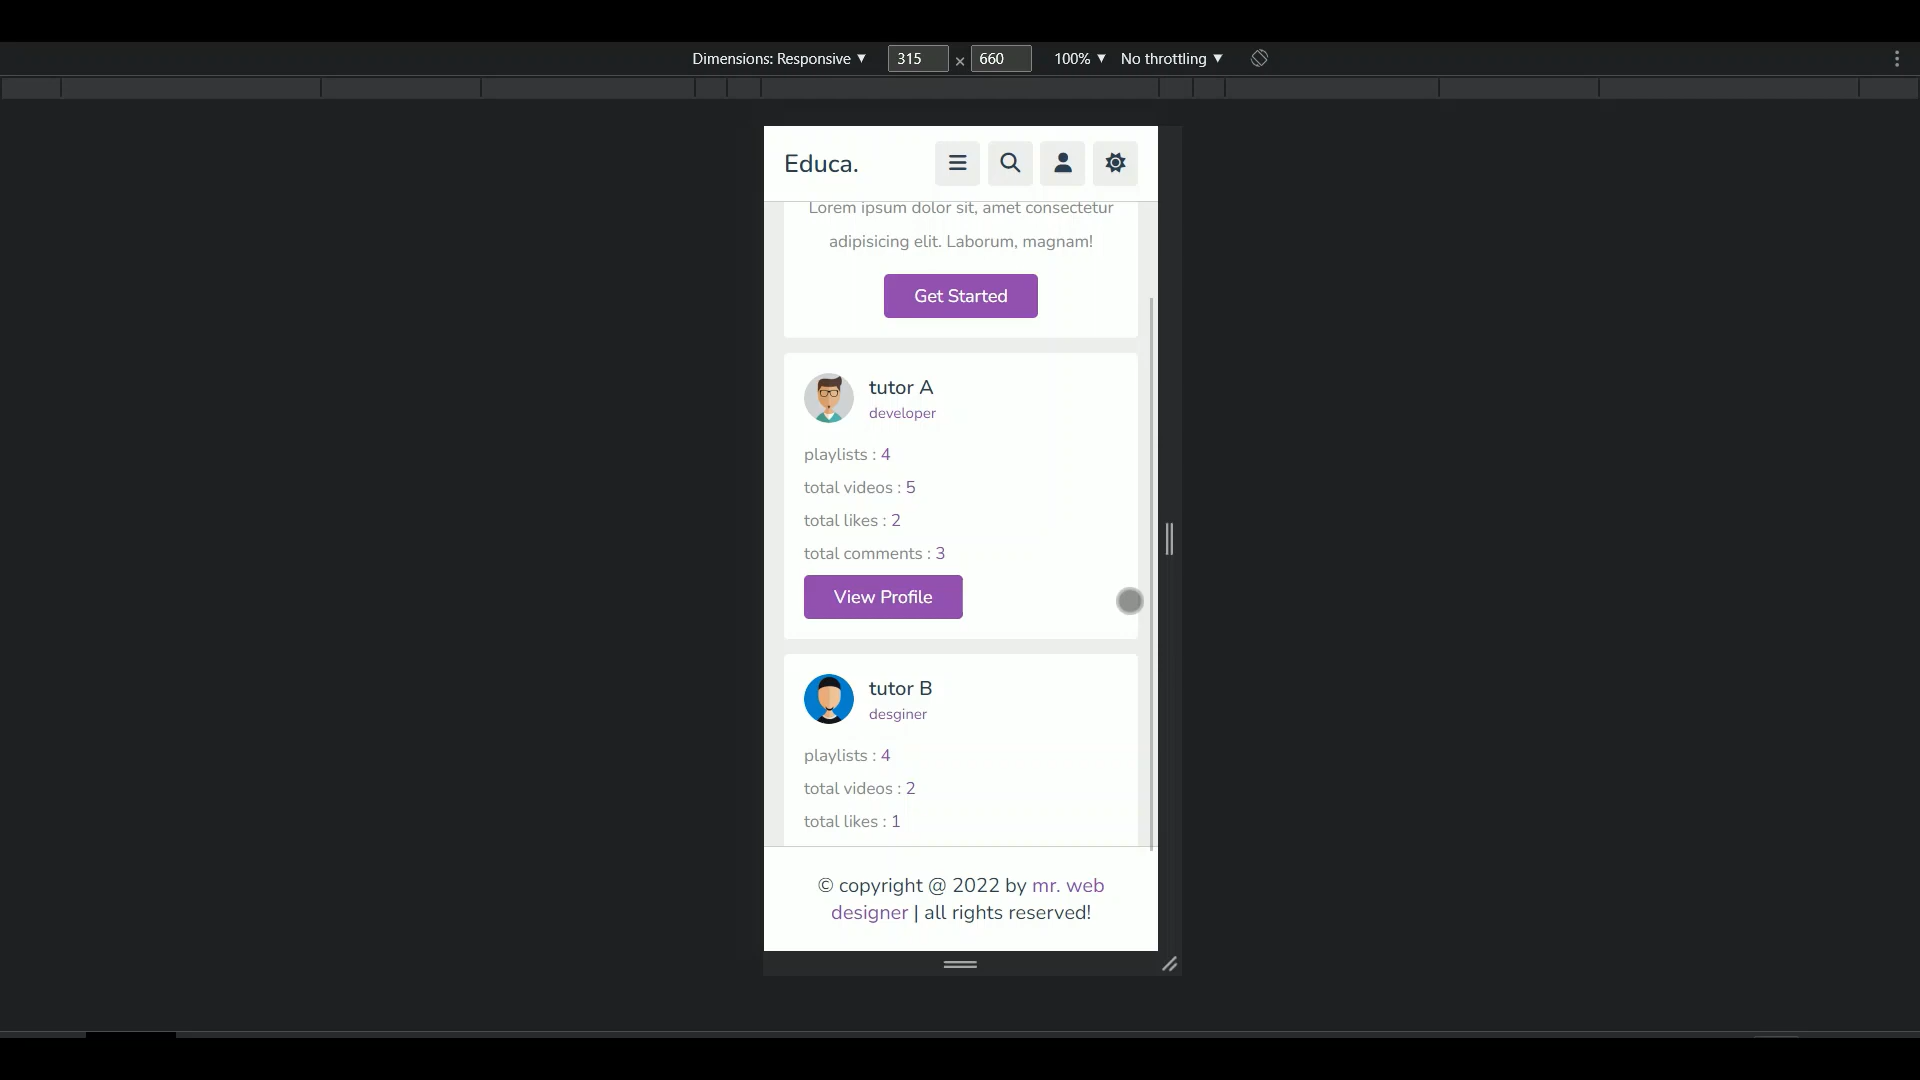 Dimensions: Responsive ▼ 315 × 660 100% ▼ No throttling ▼
Educa.
Lorem ipsum dolor sit, amet consectetur
adipisicing elit. Laborum, magnam!
Get Started
tutor A
developer
playlists : 4
total videos : 5
total likes : 2
total comments : 3
View Profile
tutor B
desginer
playlists : 4
total videos : 2
total likes : 1
© copyright @ 2022 by mr. web
designer | all rights reserved!